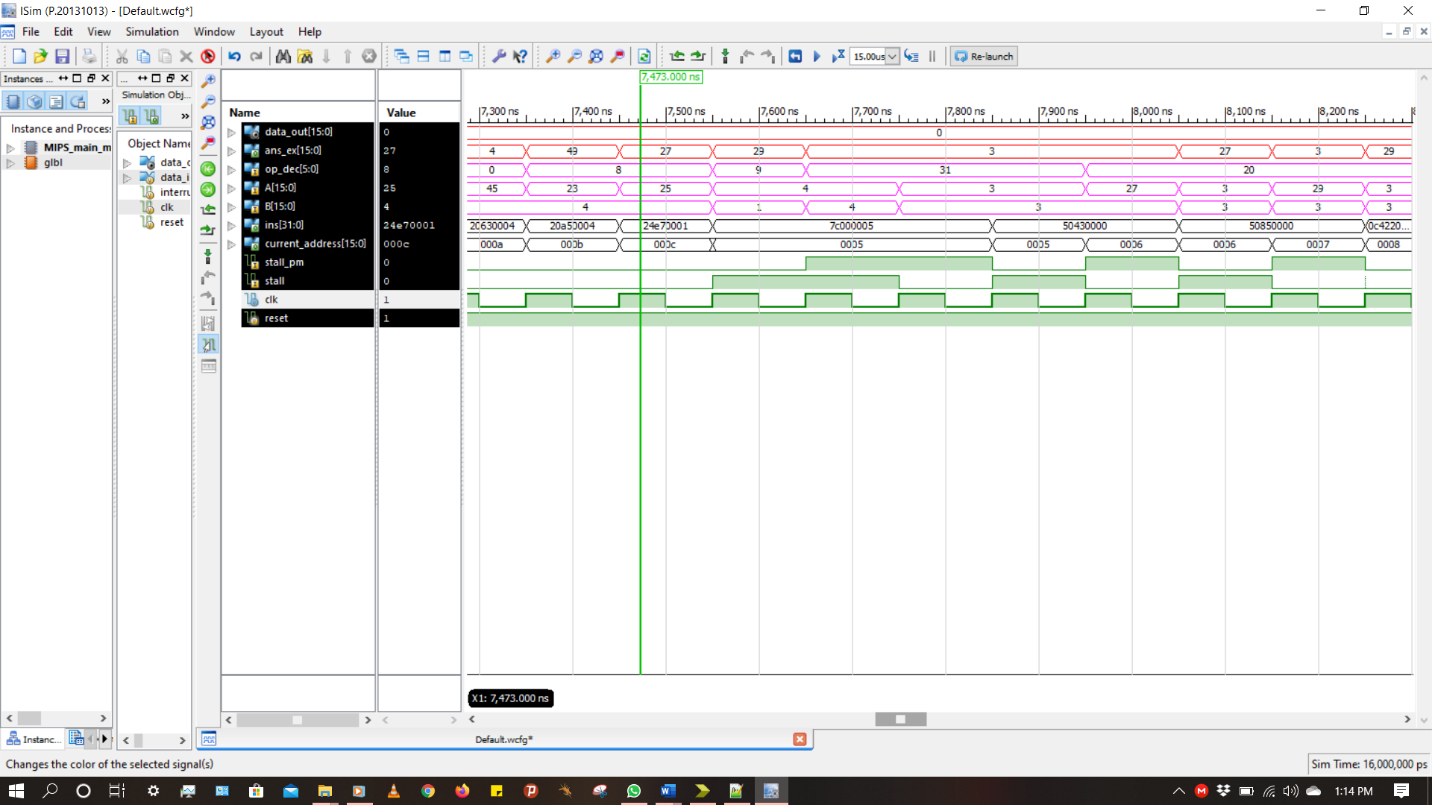 ISim (P.20131013) - [Default.wcfg*]
File Edit View Simulation Window Layout Help
15.00us Re-launch
Instances ...
Instance and Process
MIPS_main_m
glbl
Instanc...
...
Simulation Obj...
Object Name
data_o
data_i
interru
clk
reset
7,473.000 ns
Name Value
7,300 ns 7,400 ns 7,500 ns 7,600 ns 7,700 ns 7,800 ns 7,900 ns 8,000 ns 8,100 ns 8,200 ns
data_out[15:0] 0 0
ans_ex[15:0] 27 4 49 27 29 3 27 3 29
op_dec[5:0] 8 0 8 9 31 20
A[15:0] 25 45 23 25 4 3 27 3 29 3
B[15:0] 4 4 1 4 3 3 3 3
ins[31:0] 24e70001 20630004 20a50004 24e70001 7c000005 50430000 50850000 0c4220...
current_address[15:0] 000c 000a 000b 000c 0005 0005 0006 0006 0007 0008
stall_pm 0
stall 0
clk 1
reset 1
X1: 7,473.000 ns
Default.wcfg*
Changes the color of the selected signal(s)
Sim Time: 16,000,000 ps
1:14 PM